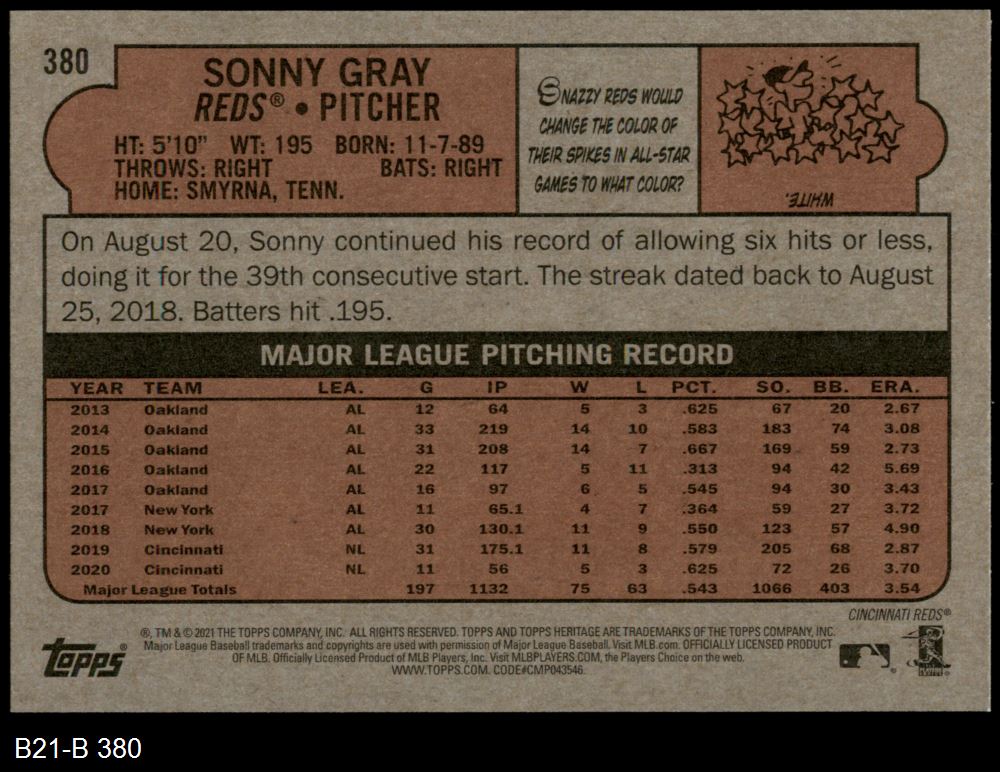 380
SONNY GRAY
REDS® • PITCHER
HT: 5'10" WT: 195 BORN: 11-7-89
THROWS: RIGHT BATS: RIGHT
HOME: SMYRNA, TENN.
SNAZZY REDS WOULD
CHANGE THE COLOR OF
THEIR SPIKES IN ALL-STAR
GAMES TO WHAT COLOR?
WHITE.
On August 20, Sonny continued his record of allowing six hits or less,
doing it for the 39th consecutive start. The streak dated back to August
25, 2018. Batters hit .195.
MAJOR LEAGUE PITCHING RECORD
YEAR TEAM LEA. G IP W L PCT. SO. BB. ERA.
2013 Oakland AL 12 64 5 3 .625 67 20 2.67
2014 Oakland AL 33 219 14 10 .583 183 74 3.08
2015 Oakland AL 31 208 14 7 .667 169 59 2.73
2016 Oakland AL 22 117 5 11 .313 94 42 5.69
2017 Oakland AL 16 97 6 5 .545 94 30 3.43
2017 New York AL 11 65.1 4 7 .364 59 27 3.72
2018 New York AL 30 130.1 11 9 .550 123 57 4.90
2019 Cincinnati NL 31 175.1 11 8 .579 205 68 2.87
2020 Cincinnati NL 11 56 5 3 .625 72 26 3.70
Major League Totals 197 1132 75 63 .543 1066 403 3.54
CINCINNATI REDS®
®, TM & © 2021 THE TOPPS COMPANY, INC. ALL RIGHTS RESERVED. TOPPS AND TOPPS HERITAGE ARE TRADEMARKS OF THE TOPPS COMPANY, INC.
Major League Baseball trademarks and copyrights are used with permission of Major League Baseball. Visit MLB.com. OFFICIALLY LICENSED PRODUCT
OF MLB. Officially Licensed Product of MLB Players, Inc. Visit MLBPLAYERS.COM, the Players Choice on the web.
WWW.TOPPS.COM. CODE#CMP043546.
topps®
B21-B 380